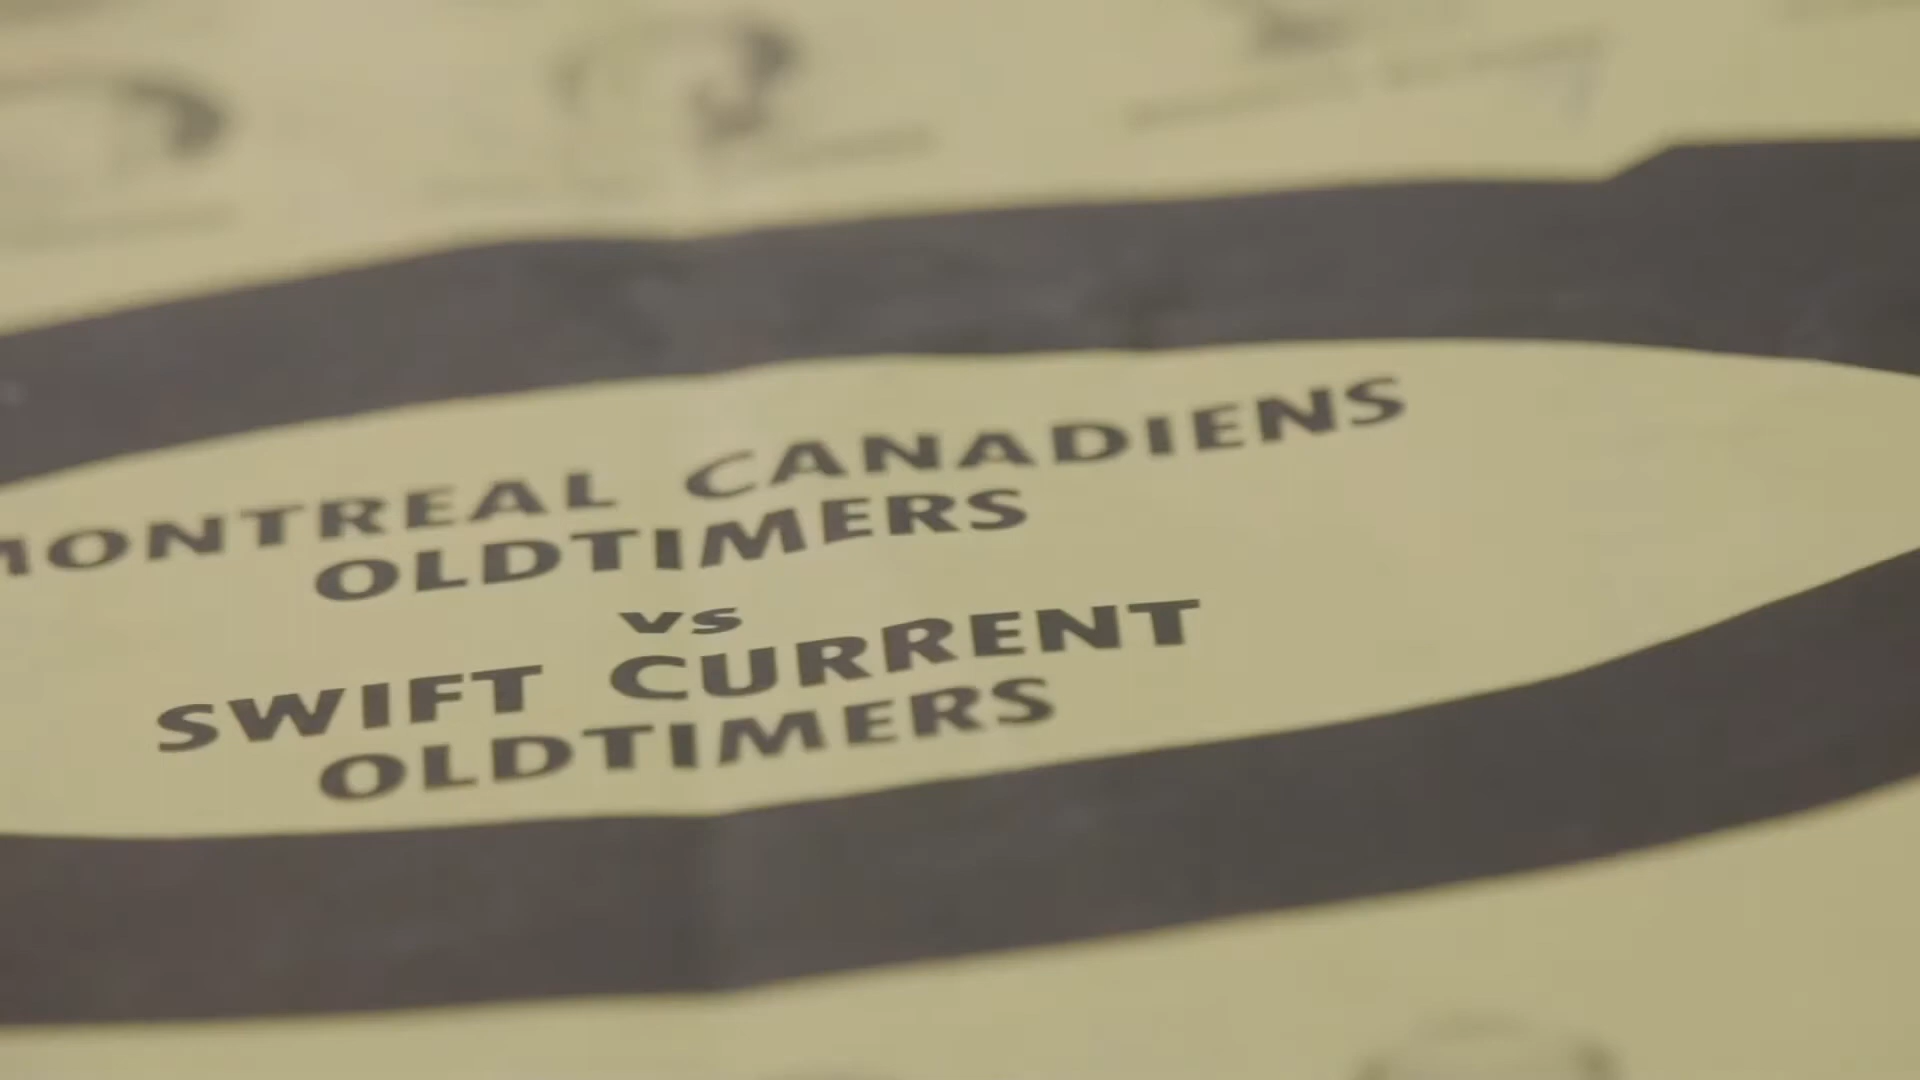 MONTREAL CANADIENS
OLDTIMERS
vs
SWIFT CURRENT
OLDTIMERS